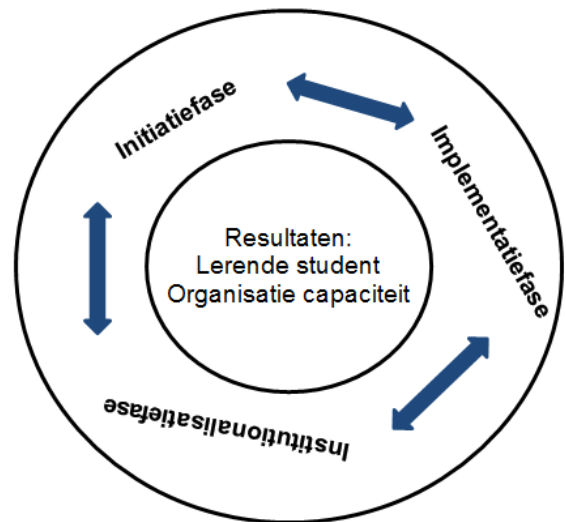 Initiatiefase
Implementatiefase
Resultaten:
Lerende student
Organisatie capaciteit
Institutionalisatiefase